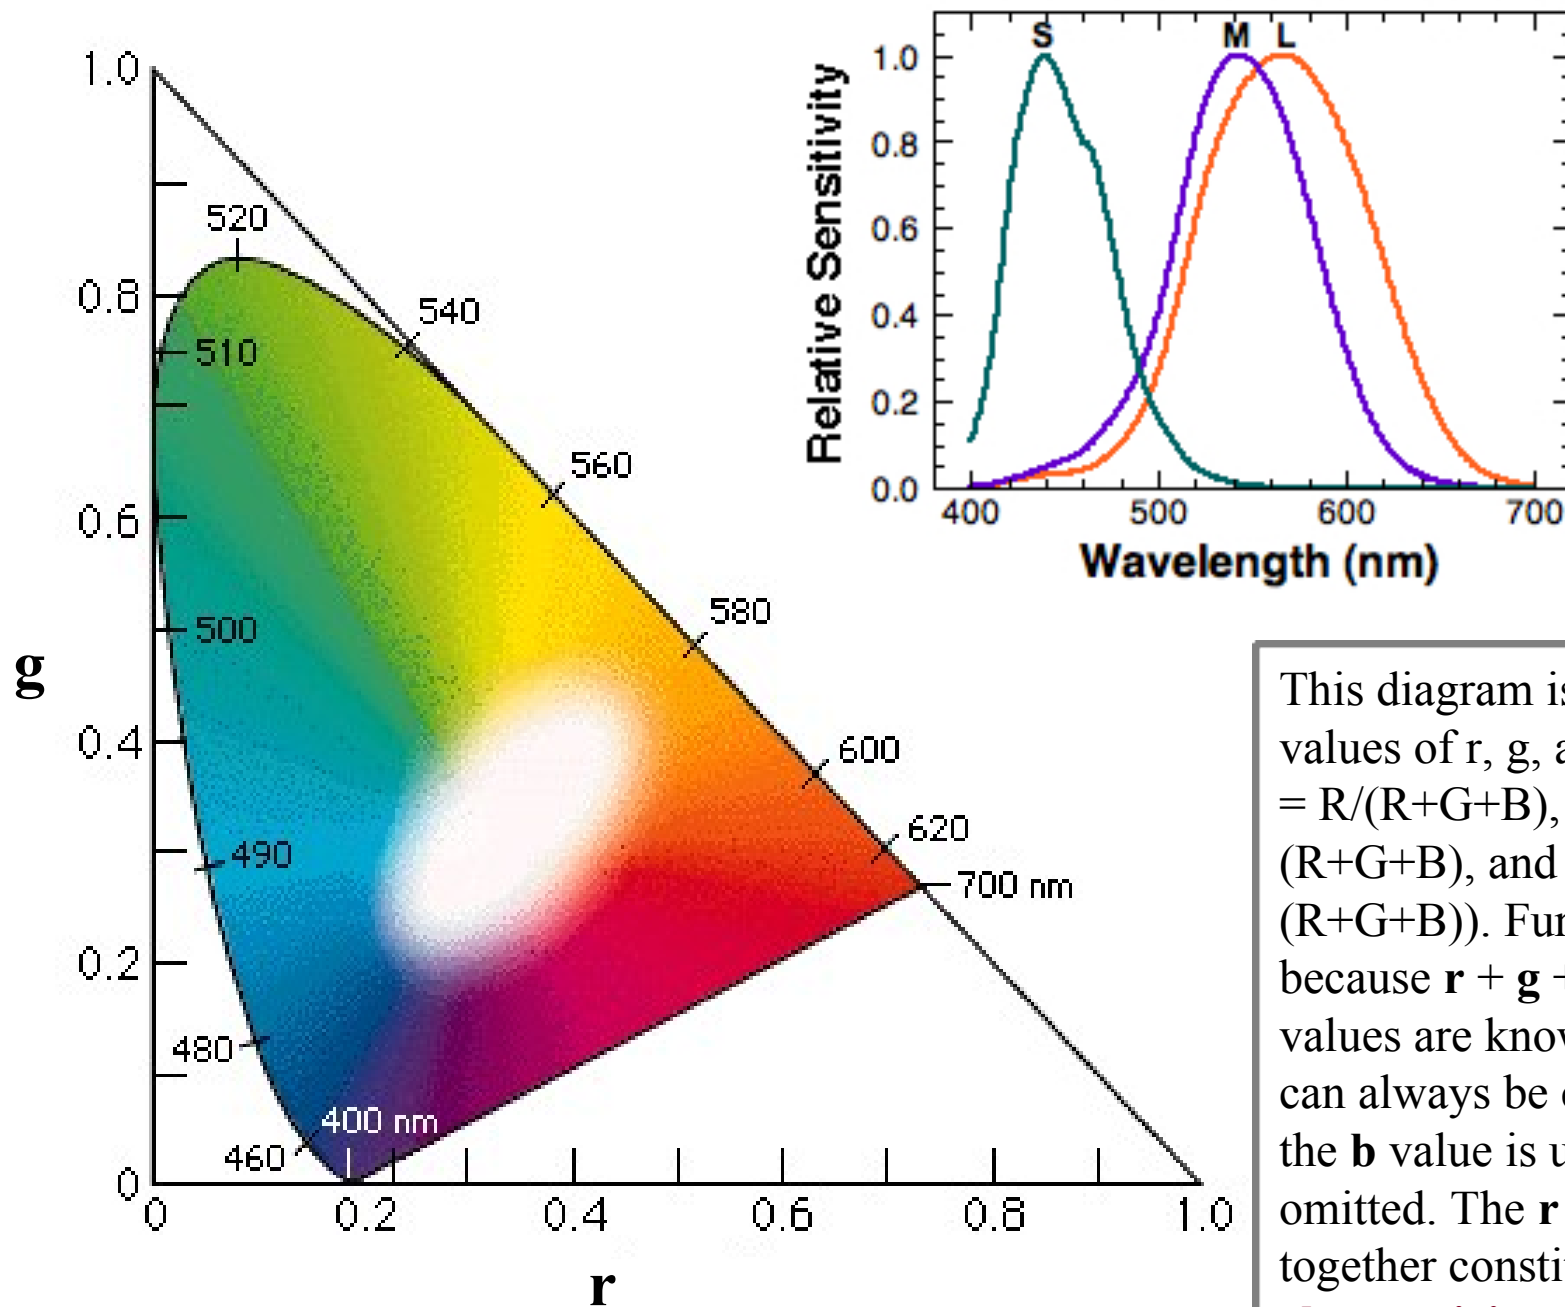 1.0
0.8
0.6
0.4
0.2
0
g
520
540
510
560
580
500
600
620
490
700 nm
480
400 nm
460
0
0.2
0.4
0.6
0.8
1.0
r
S M L
Relative Sensitivity
1.0
0.8
0.6
0.4
0.2
0.0
400 500 600 700
Wavelength (nm)
This diagram is
values of r, g, a
= R/(R+G+B),
(R+G+B), and
(R+G+B)). Fur
because r + g +
values are know
can always be
the b value is u
omitted. The r
together consti